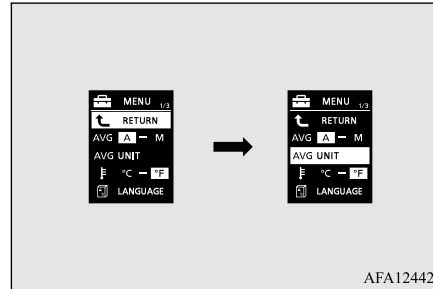 MENU 1/3
RETURN
AVG A – M
AVG UNIT
°C – °F
LANGUAGE
MENU 1/3
RETURN
AVG A – M
AVG UNIT
°C – °F
LANGUAGE
AFA12442